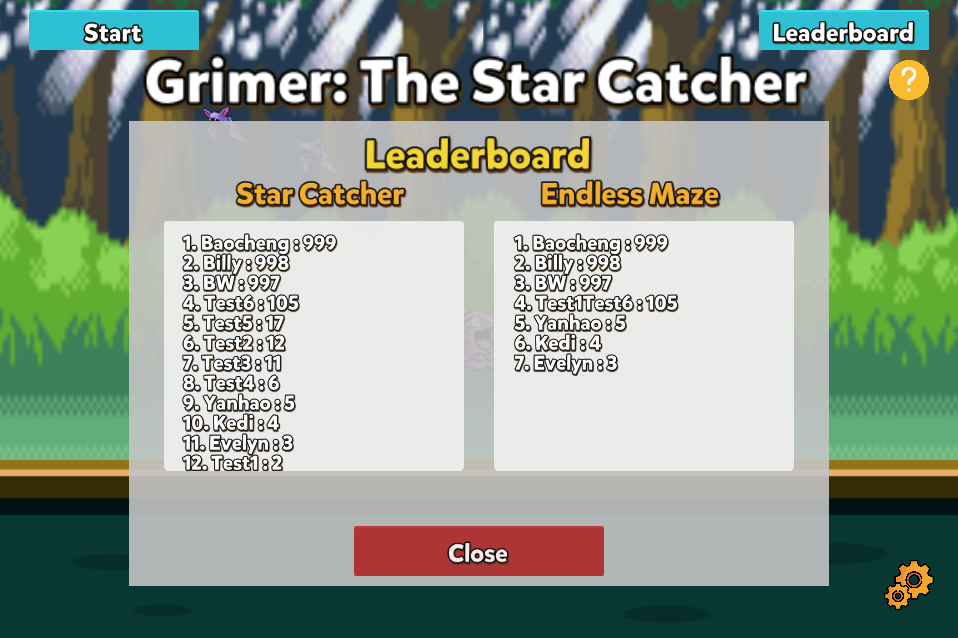 Start
Leaderboard
Grimer: The Star Catcher
?
Leaderboard
Star Catcher
Endless Maze
1. Baocheng : 999
2. Billy : 998
3. BW : 997
4. Test6 : 105
5. Test5 : 17
6. Test2 : 12
7. Test3 : 11
8. Test4 : 6
9. Yanhao : 5
10. Kedi : 4
11. Evelyn : 3
12. Test1 : 2
1. Baocheng : 999
2. Billy : 998
3. BW : 997
4. Test1Test6 : 105
5. Yanhao : 5
6. Kedi : 4
7. Evelyn : 3
Close